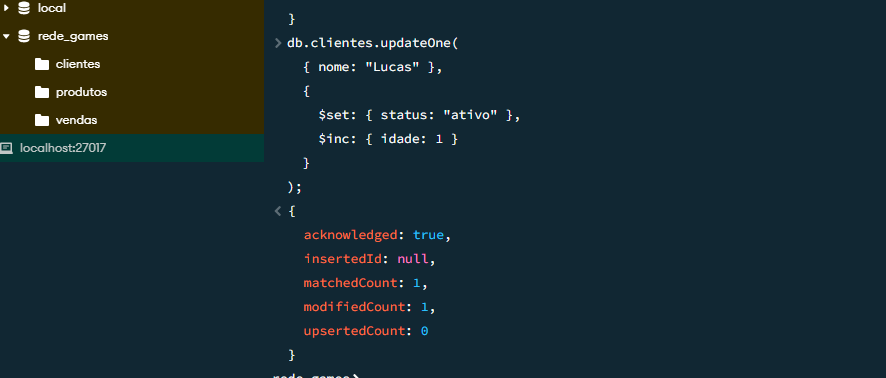 local
rede_games
clientes
produtos
vendas
localhost:27017
}
db.clientes.updateOne(
{ nome: "Lucas" },
{
$set: { status: "ativo" },
$inc: { idade: 1 }
}
);
{
acknowledged: true,
insertedId: null,
matchedCount: 1,
modifiedCount: 1,
upsertedCount: 0
}
rede_games>